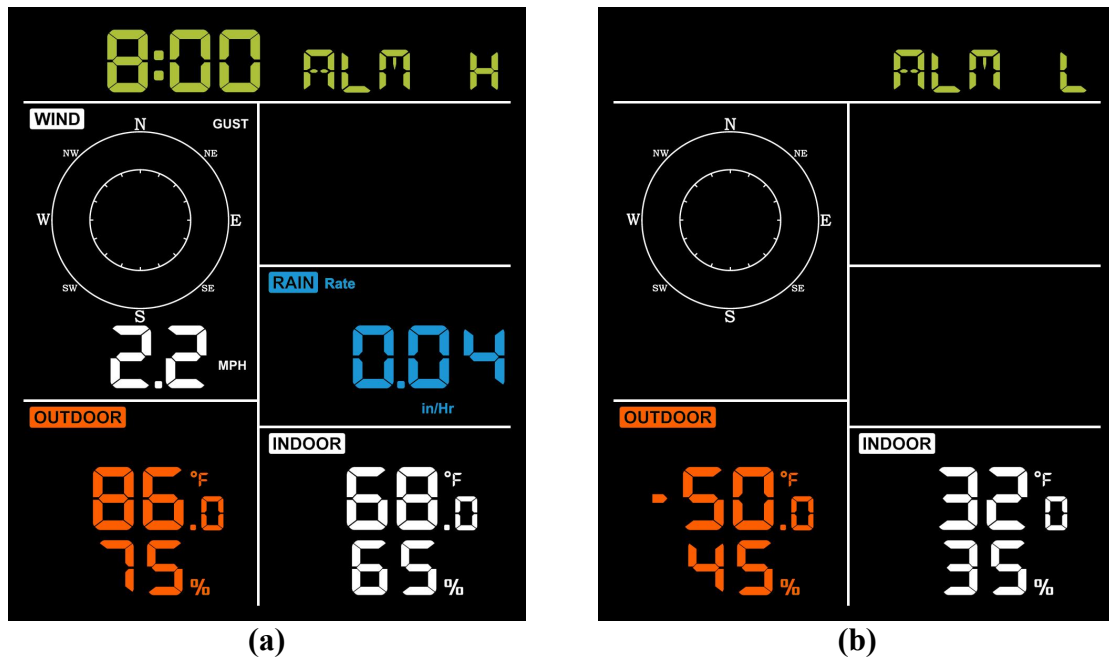 8:00 ALM H
WIND
GUST
N
NW NE
W E
SW SE
S
2.2 MPH
RAIN Rate
0.04
in/Hr
OUTDOOR
86.0 °F
75%
INDOOR
68.0 °F
65%
(a)
ALM L
N
NW NE
W E
SW SE
S
OUTDOOR
-50.0 °F
45%
INDOOR
32 0 °F
35%
(b)